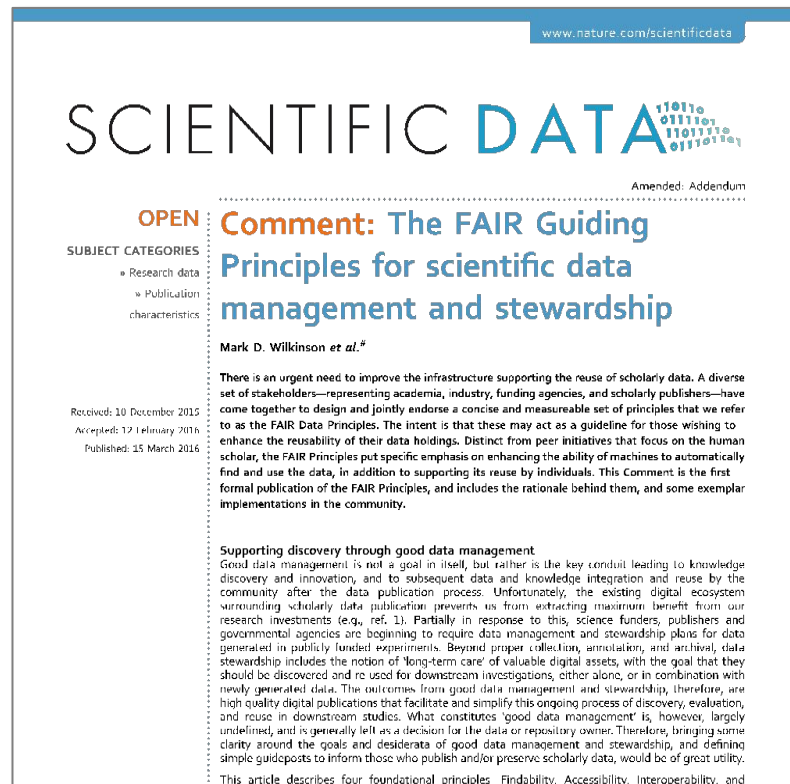 www.nature.com/scientificdata
SCIENTIFIC DATA
110110
0111101
11011110
011101101
Amended: Addendum
OPEN
SUBJECT CATEGORIES
» Research data
» Publication
characteristics
Received: 10 December 2015
Accepted: 12 February 2016
Published: 15 March 2016
Comment: The FAIR Guiding
Principles for scientific data
management and stewardship
Mark D. Wilkinson et al.#
There is an urgent need to improve the infrastructure supporting the reuse of scholarly data. A diverse
set of stakeholders—representing academia, industry, funding agencies, and scholarly publishers—have
come together to design and jointly endorse a concise and measureable set of principles that we refer
to as the FAIR Data Principles. The intent is that these may act as a guideline for those wishing to
enhance the reusability of their data holdings. Distinct from peer initiatives that focus on the human
scholar, the FAIR Principles put specific emphasis on enhancing the ability of machines to automatically
find and use the data, in addition to supporting its reuse by individuals. This Comment is the first
formal publication of the FAIR Principles, and includes the rationale behind them, and some exemplar
implementations in the community.
Supporting discovery through good data management
Good data management is not a goal in itself, but rather is the key conduit leading to knowledge
discovery and innovation, and to subsequent data and knowledge integration and reuse by the
community after the data publication process. Unfortunately, the existing digital ecosystem
surrounding scholarly data publication prevents us from extracting maximum benefit from our
research investments (e.g., ref. 1). Partially in response to this, science funders, publishers and
governmental agencies are beginning to require data management and stewardship plans for data
generated in publicly funded experiments. Beyond proper collection, annotation, and archival, data
stewardship includes the notion of 'long-term care' of valuable digital assets, with the goal that they
should be discovered and re-used for downstream investigations, either alone, or in combination with
newly generated data. The outcomes from good data management and stewardship, therefore, are
high quality digital publications that facilitate and simplify this ongoing process of discovery, evaluation,
and reuse in downstream studies. What constitutes 'good data management' is, however, largely
undefined, and is generally left as a decision for the data or repository owner. Therefore, bringing some
clarity around the goals and desiderata of good data management and stewardship, and defining
simple guideposts to inform those who publish and/or preserve scholarly data, would be of great utility.
This article describes four foundational principles Findability, Accessibility, Interoperability, and